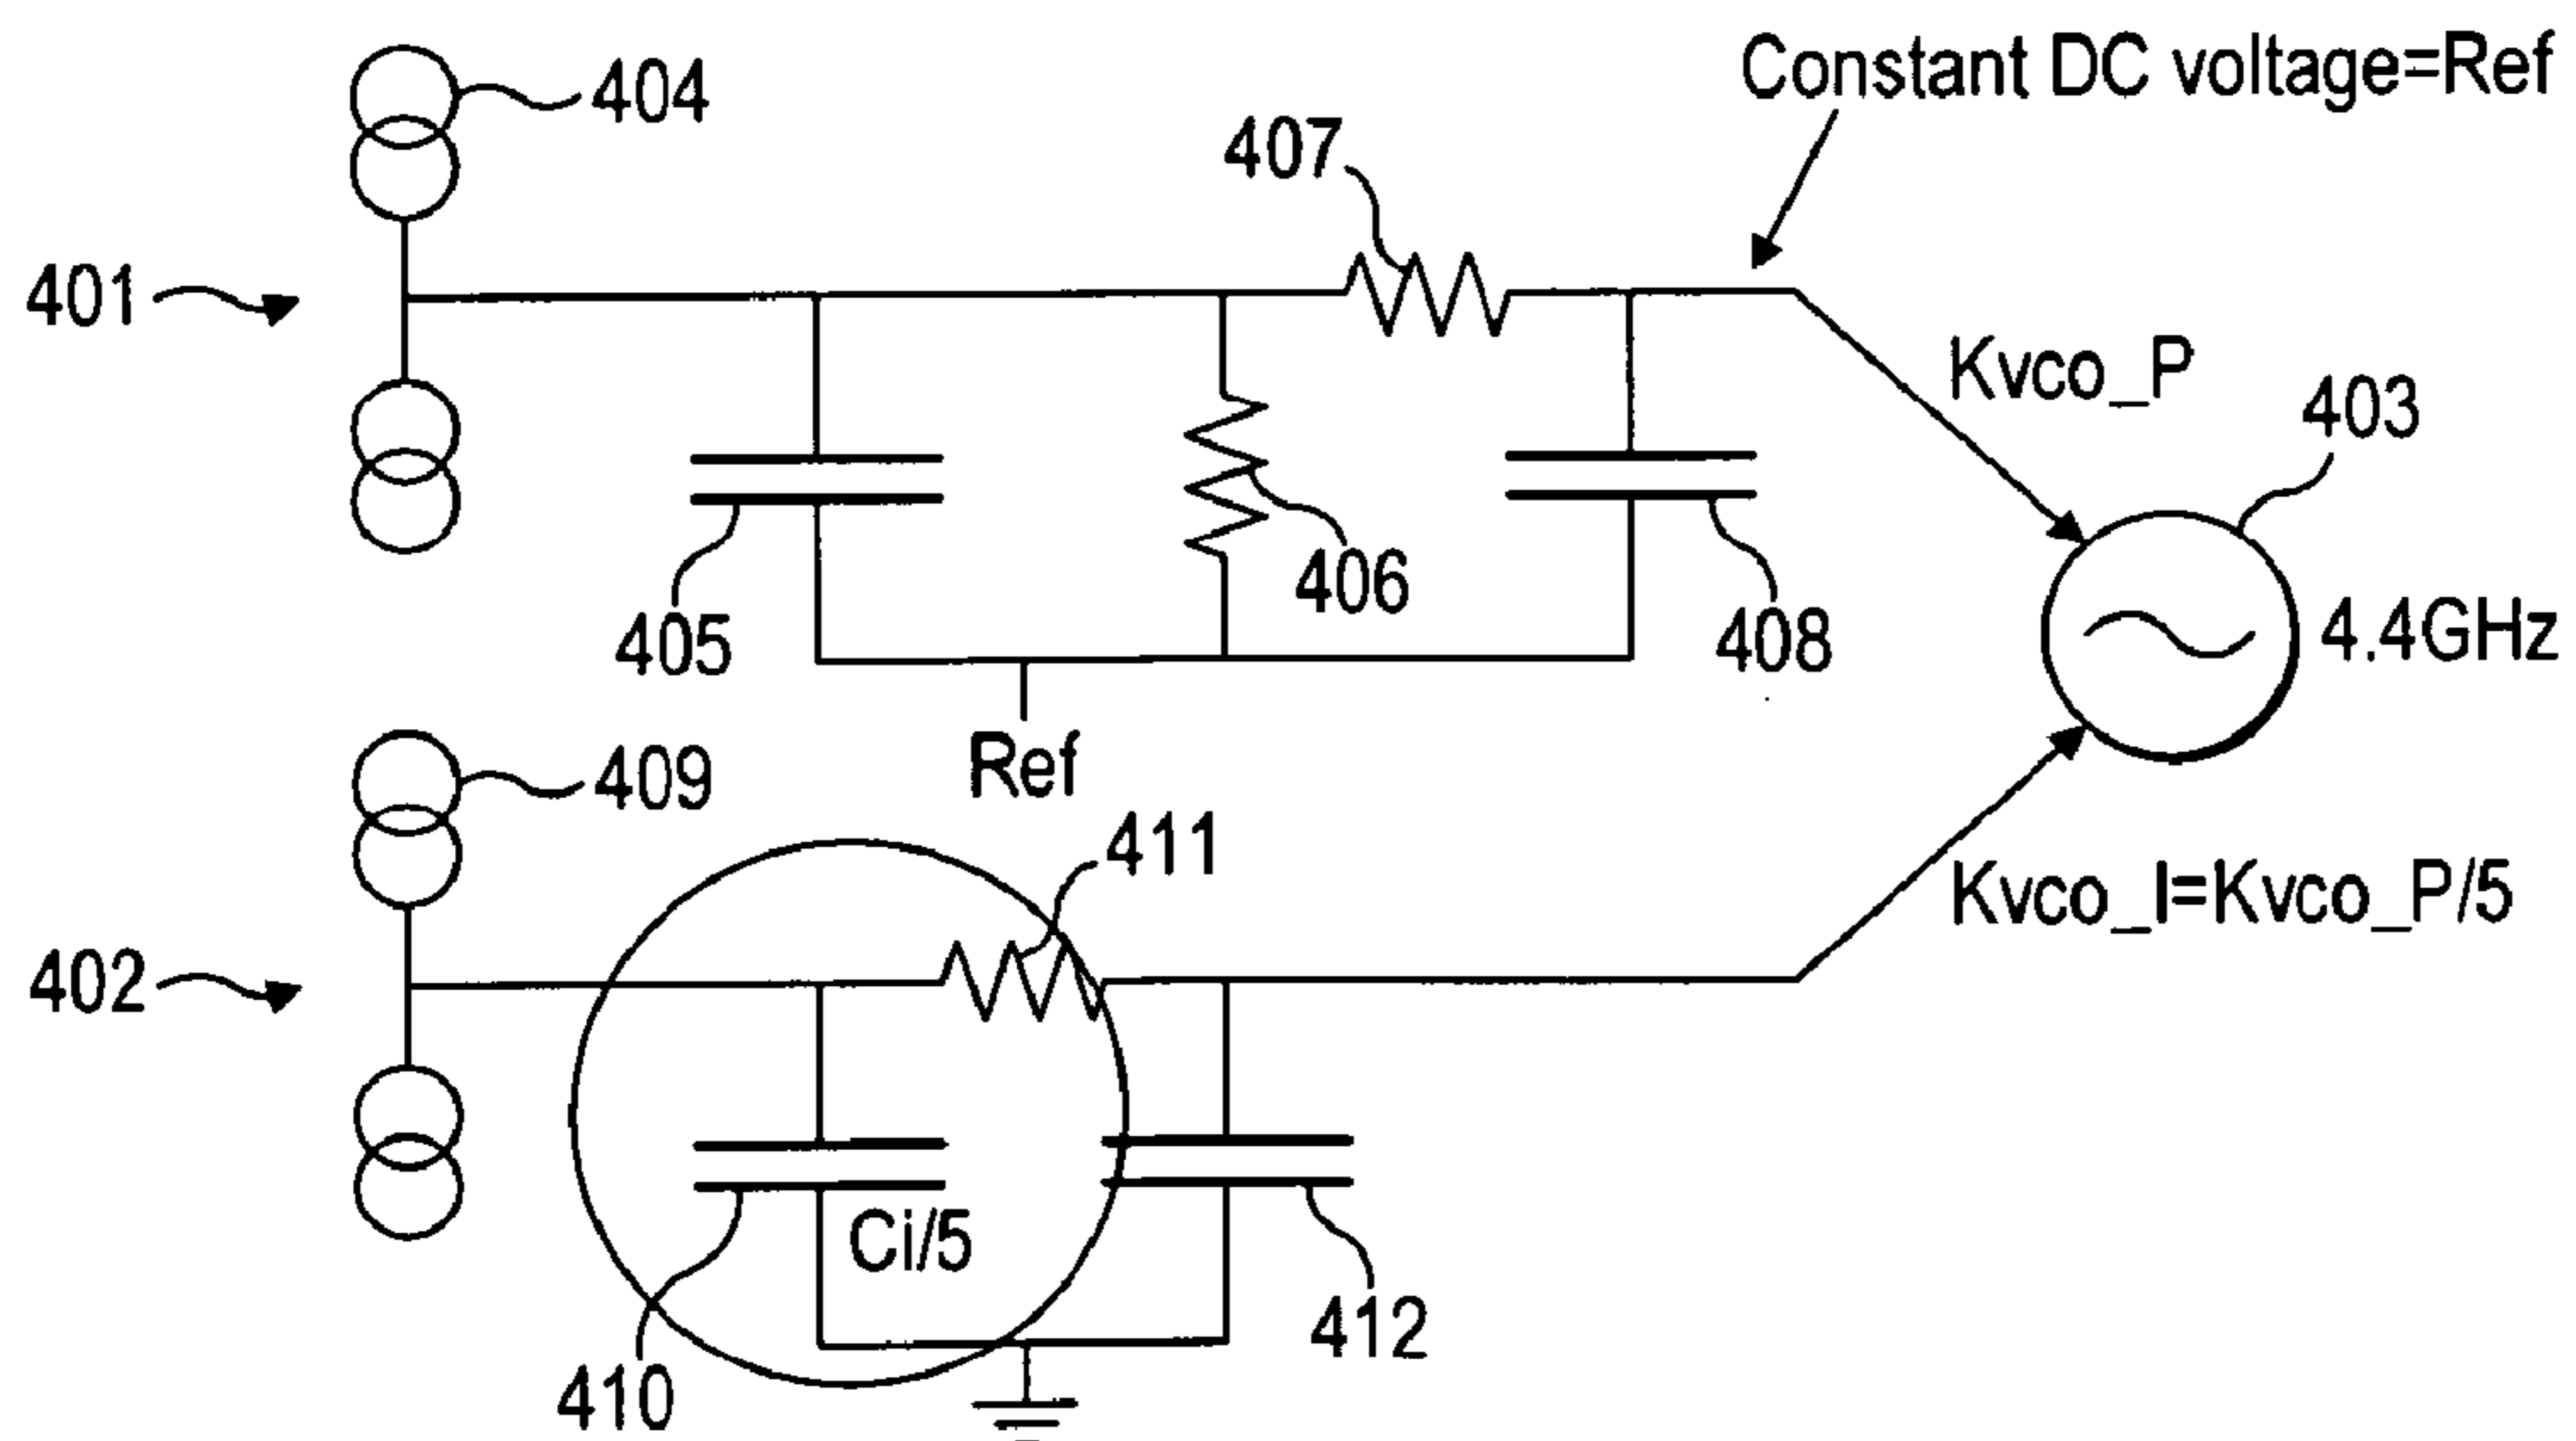 Constant DC voltage=Ref
404
407
401
Kvco_P
403
405
406
408
4.4GHz
Ref
409
411
Kvco_I=Kvco_P/5
402
Ci/5
410
412